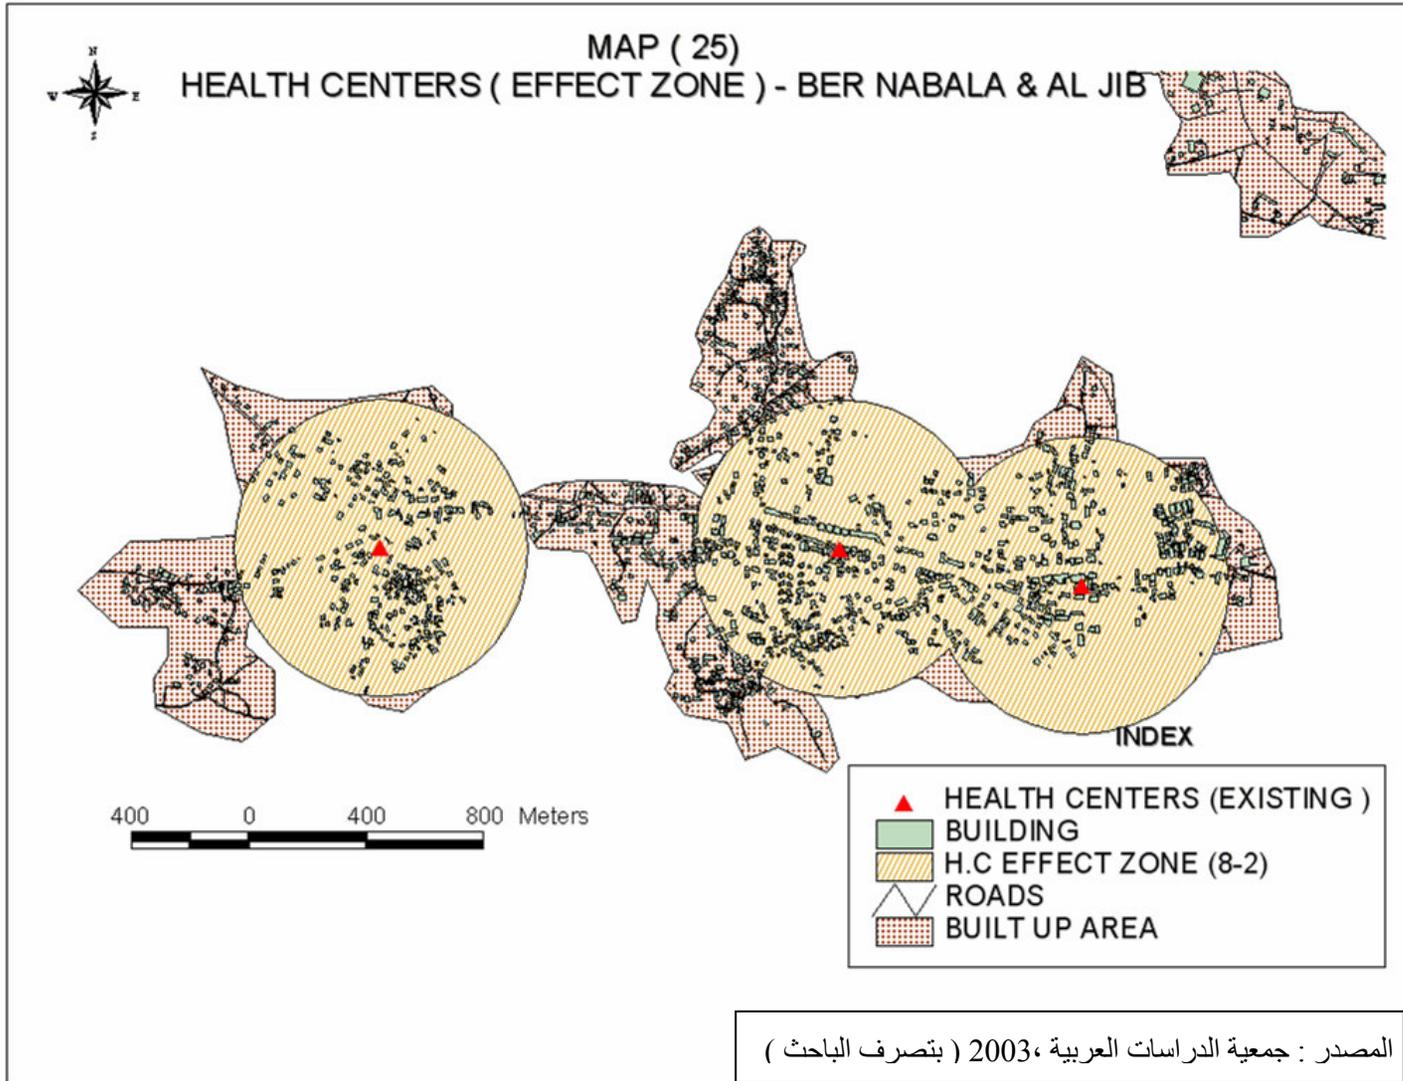 MAP ( 25)
HEALTH CENTERS ( EFFECT ZONE ) - BER NABALA & AL JIB
N
W E
S
INDEX
400 0 400 800 Meters
HEALTH CENTERS (EXISTING )
BUILDING
H.C EFFECT ZONE (8-2)
ROADS
BUILT UP AREA
المصدر : جمعية الدراسات العربية ،2003 ( بتصرف الباحث )